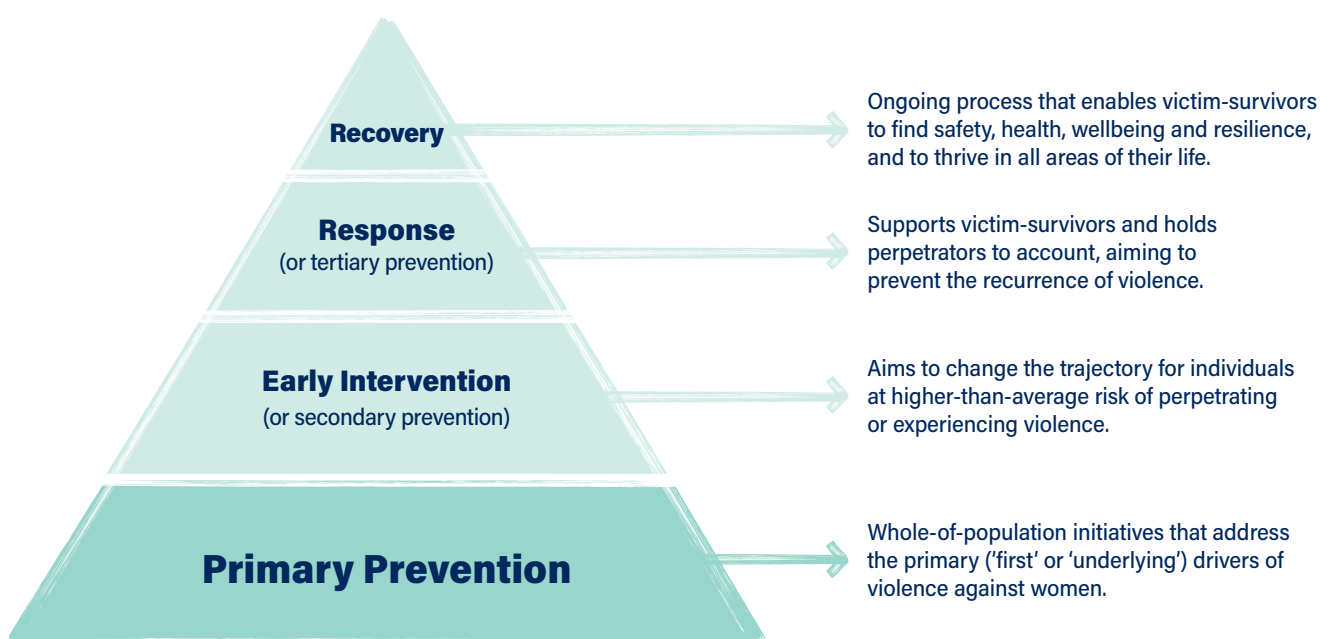 Recovery
Ongoing process that enables victim-survivors
to find safety, health, wellbeing and resilience,
and to thrive in all areas of their life.
Response
(or tertiary prevention)
Supports victim-survivors and holds
perpetrators to account, aiming to
prevent the recurrence of violence.
Early Intervention
(or secondary prevention)
Aims to change the trajectory for individuals
at higher-than-average risk of perpetrating
or experiencing violence.
Primary Prevention
Whole-of-population initiatives that address
the primary (‘first’ or ‘underlying’) drivers of
violence against women.